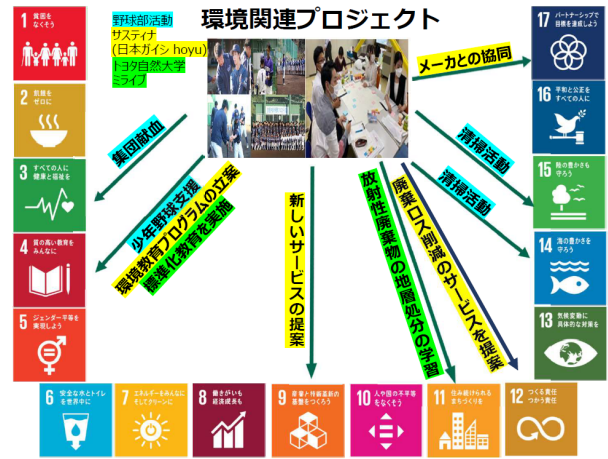 環境関連プロジェクト
野球部活動
サスティナ
(日本ガイシ hoyu)
トヨタ自然大学
ミライブ
1 貧困を
なくそう
2 飢餓を
ゼロに
3 すべての人に
健康と福祉を
4 質の高い教育を
みんなに
5 ジェンダー平等を
実現しよう
17 パートナーシップで
目標を達成しよう
16 平和と公正を
すべての人に
15 陸の豊かさも
守ろう
14 海の豊かさを
守ろう
13 気候変動に
具体的な対策を
メーカとの協同
清掃活動
清掃活動
集団献血
少年野球支援
環境教育プログラムの立案
標準化教育を実施
新しいサービスの提案
放射性廃棄物の地層処分の学習
廃棄ロス削減のサービスを提案
6 安全な水とトイレ
を世界中に
7 エネルギーをみんなに
そしてクリーンに
8 働きがいも
経済成長も
9 産業と技術革新の
基盤をつくろう
10 人や国の不平等
をなくそう
11 住み続けられる
まちづくりを
12 つくる責任
つかう責任